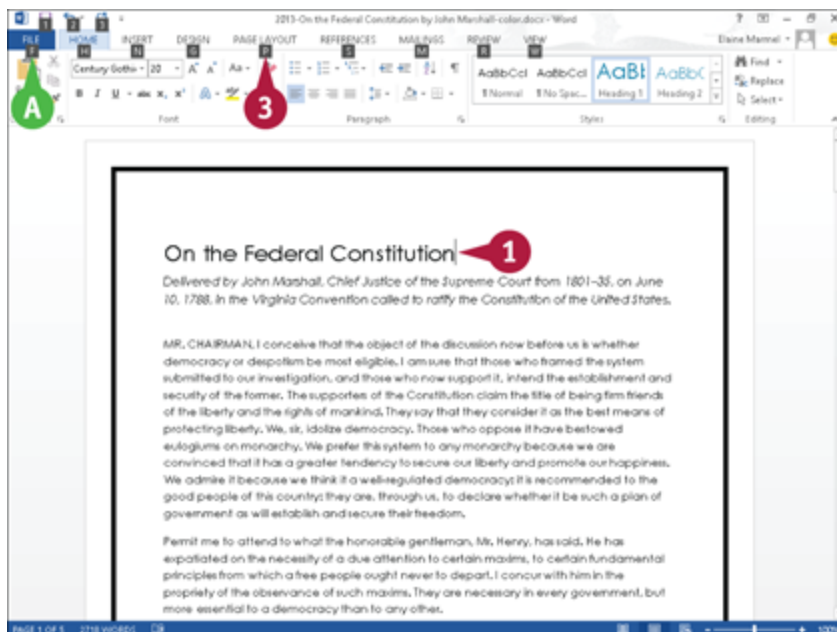 2013-On the Federal Constitution by John Marshall-color.docx - Word
1 2 3
FILE HOME INSERT DESIGN PAGE LAYOUT REFERENCES MAILINGS REVIEW VIEW Elaine Marmel
F H N G P S M R W
Century Gothi 20 A A Aa AaBbCcI AaBbCcI AaBl AaBbC Find
B I U abc x, x² A Normal No Spac... Heading 1 Heading 2 Replace
Select
A 3
Font Paragraph Styles Editing
On the Federal Constitution 1
Delivered by John Marshall, Chief Justice of the Supreme Court from 1801–35, on June
10, 1788, in the Virginia Convention called to ratify the Constitution of the United States.
MR. CHAIRMAN, I conceive that the object of the discussion now before us is whether
democracy or despotism be most eligible. I am sure that those who framed the system
submitted to our investigation, and those who now support it, intend the establishment and
security of the former. The supporters of the Constitution claim the title of being firm friends
of the liberty and the rights of mankind. They say that they consider it as the best means of
protecting liberty. We, sir, idolize democracy. Those who oppose it have bestowed
eulogiums on monarchy. We prefer this system to any monarchy because we are
convinced that it has a greater tendency to secure our liberty and promote our happiness.
We admire it because we think it a well-regulated democracy: it is recommended to the
good people of this country: they are, through us, to declare whether it be such a plan of
government as will establish and secure their freedom.
Permit me to attend to what the honorable gentleman, Mr. Henry, has said. He has
expatiated on the necessity of a due attention to certain maxims, to certain fundamental
principles from which a free people ought never to depart. I concur with him in the
propriety of the observance of such maxims. They are necessary in every government, but
more essential to a democracy than to any other.
PAGE 1 OF 5 2718 WORDS 100%